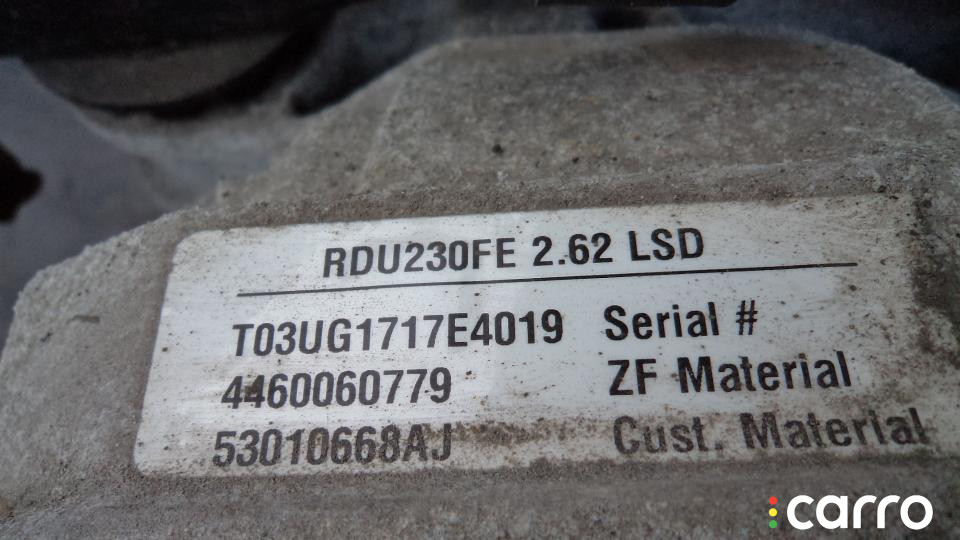 RDU230FE 2.62 LSD
T03UG1717E4019 Serial #
4460060779 ZF Material
53010668AJ Cust. Material
carro